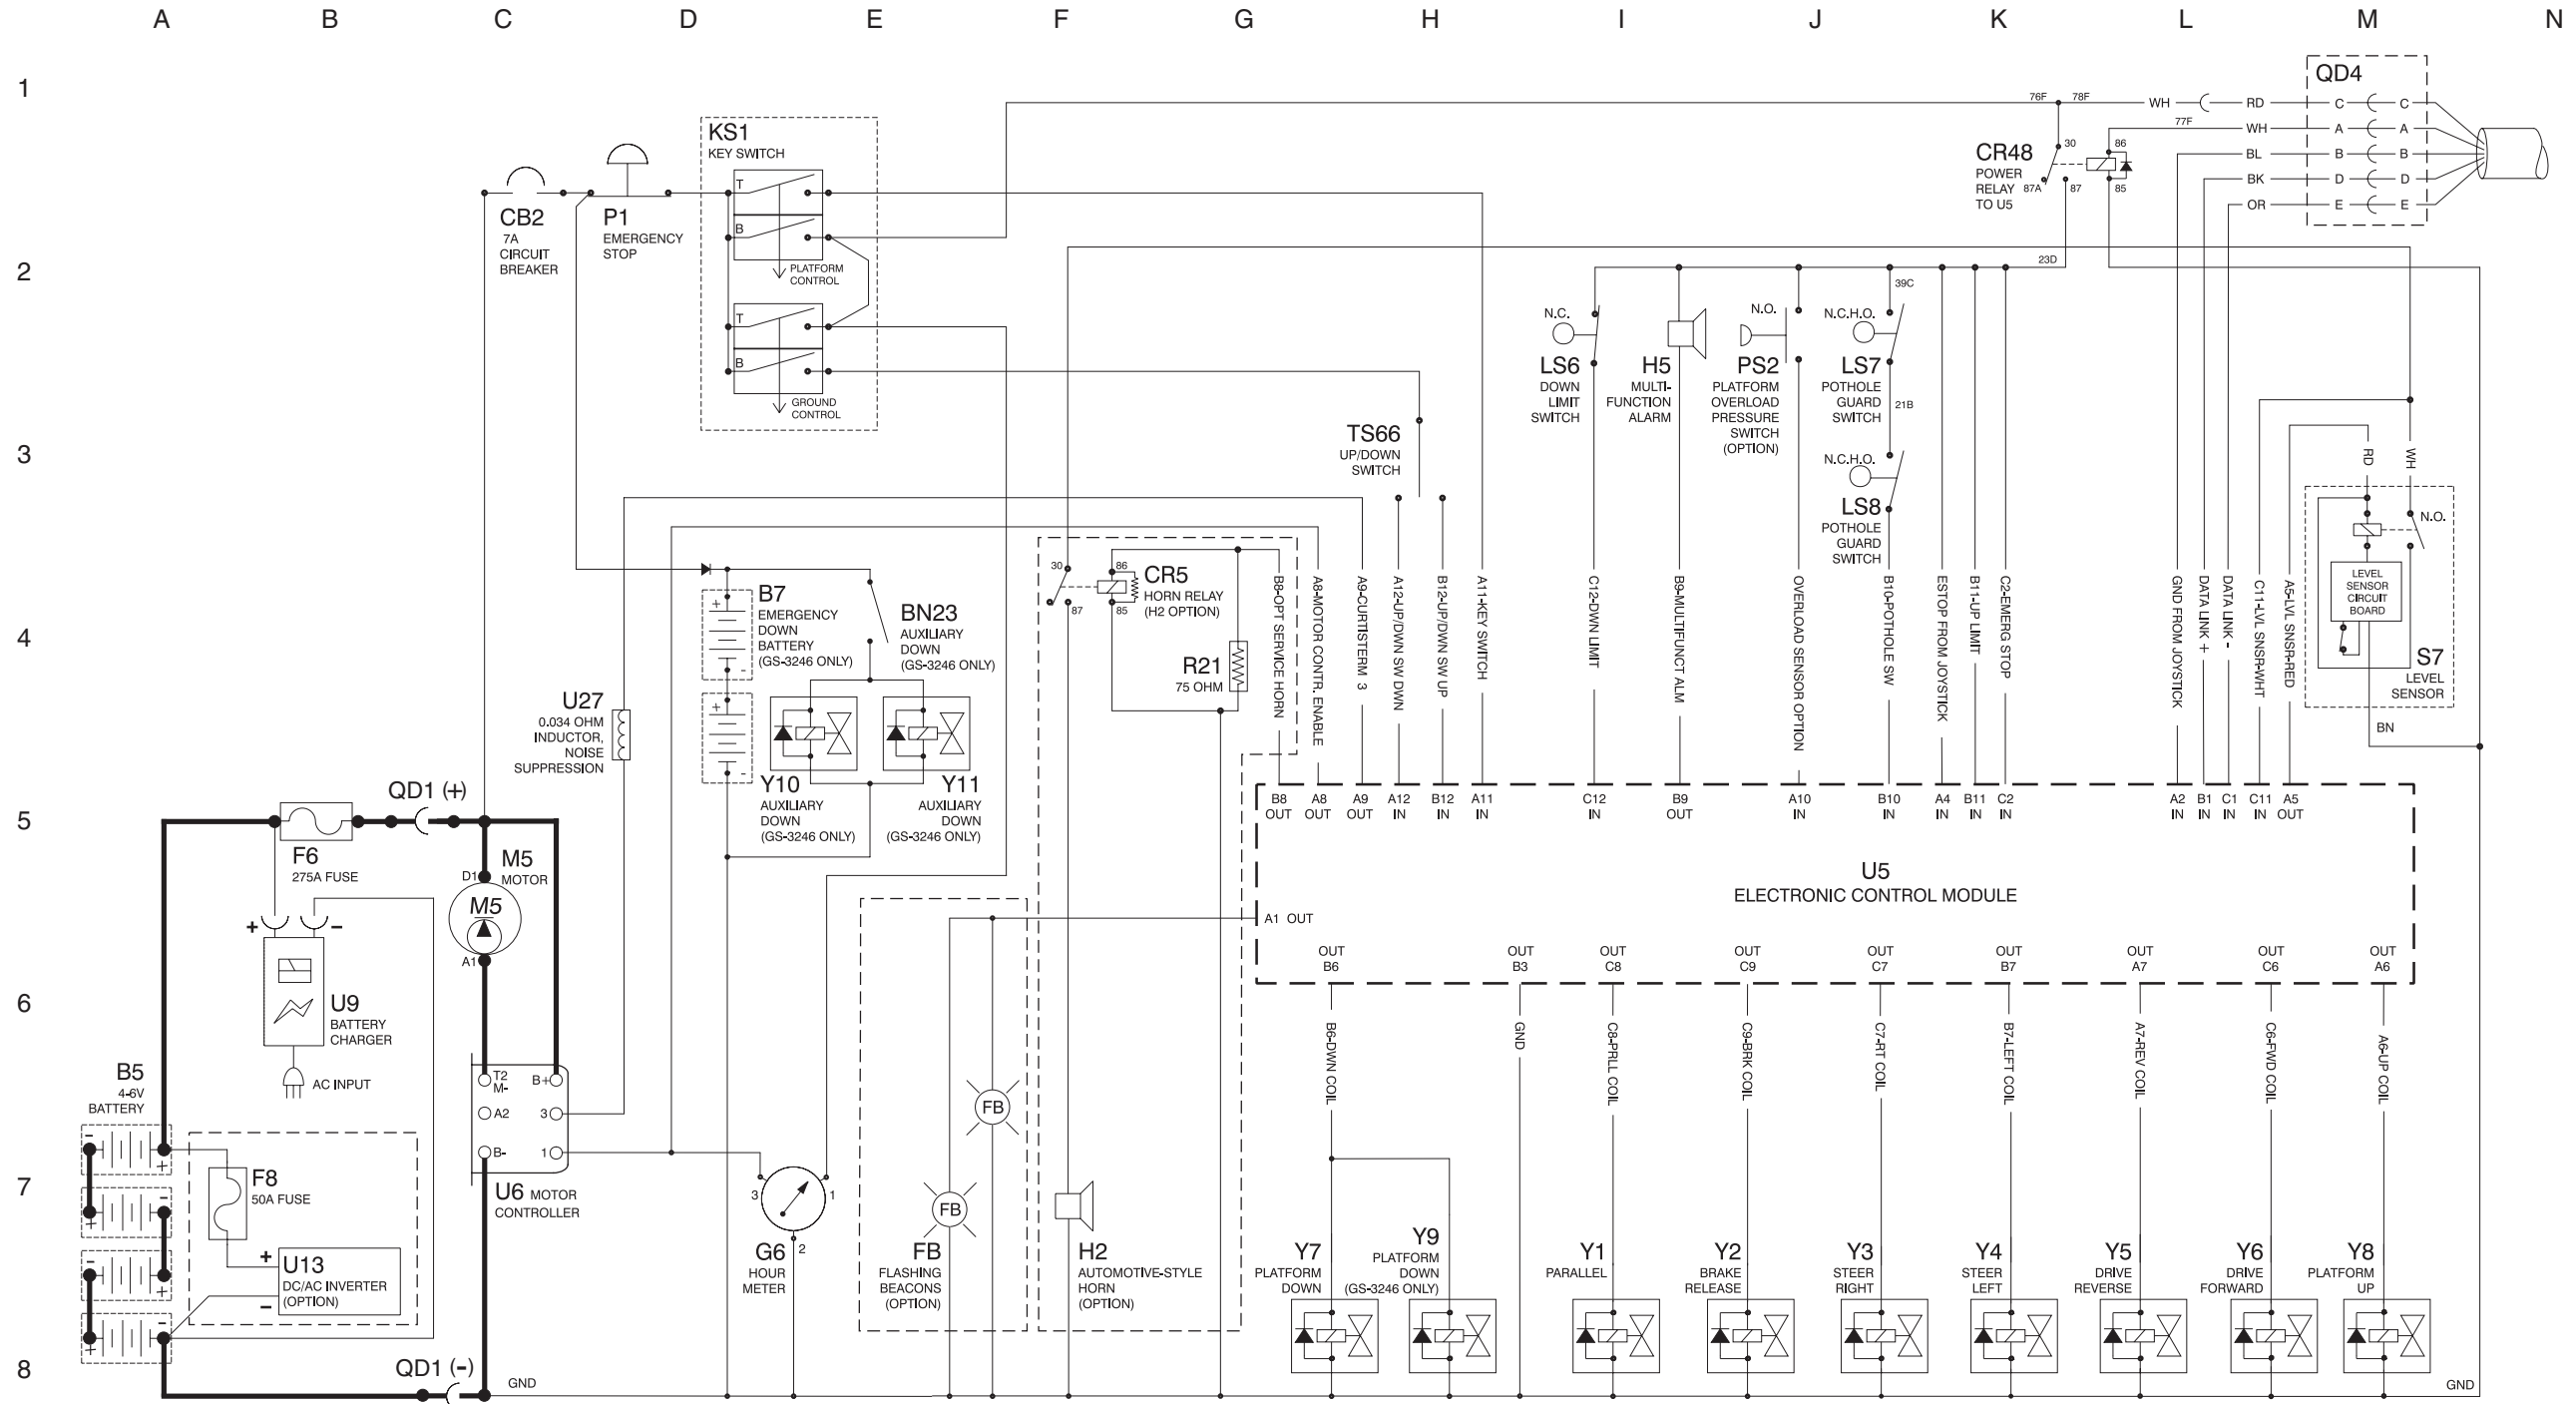 A B C D E F G H I J K L M N
1
2
3
4
5
6
7
8
KS1
KEY SWITCH
T
B
PLATFORM
CONTROL
T
B
GROUND
CONTROL
CB2
7A
CIRCUIT
BREAKER
P1
EMERGENCY
STOP
76F
78F
WH
RD
77F
WH
BL
BK
OR
QD4
C C
A A
B B
D D
E E
CR48
POWER
RELAY
TO U5
30
87A
87
86
85
23D
39C
N.C.
LS6
DOWN
LIMIT
SWITCH
H5
MULTI-
FUNCTION
ALARM
N.O.
PS2
PLATFORM
OVERLOAD
PRESSURE
SWITCH
(OPTION)
N.C.H.O.
LS7
POTHOLE
GUARD
SWITCH
21B
N.C.H.O.
LS8
POTHOLE
GUARD
SWITCH
TS66
UP/DOWN
SWITCH
RD
WH
N.O.
LEVEL
SENSOR
CIRCUIT
BOARD
S7
LEVEL
SENSOR
BN
B7
EMERGENCY
DOWN
BATTERY
(GS-3246 ONLY)
+
-
+
-
BN23
AUXILIARY
DOWN
(GS-3246 ONLY)
Y10
AUXILIARY
DOWN
(GS-3246 ONLY)
Y11
AUXILIARY
DOWN
(GS-3246 ONLY)
U27
0.034 OHM
INDUCTOR,
NOISE
SUPPRESSION
30
87
86
85
CR5
HORN RELAY
(H2 OPTION)
R21
75 OHM
B8-OPT SERVICE HORN
A8-MOTOR CONTR. ENABLE
A9-CURTISTERM 3
A12-UP/DWN SW DWN
B12-UP/DWN SW UP
A11-KEY SWITCH
C12-DWN LIMIT
B9-MULTIFUNCT ALM
OVERLOAD SENSOR OPTION
B10-POTHOLE SW
ESTOP FROM JOYSTICK
B11-UP LIMIT
C2-EMERG STOP
GND FROM JOYSTICK
DATA LINK +
DATA LINK -
C11-LVL SNSR-WHT
A5-LVL SNSR-RED
B8 A8 A9 A12 B12 A11 C12 B9 A10 B10 A4 B11 C2 A2 B1 C1 C11 A5
OUT OUT OUT IN IN IN IN OUT IN IN IN IN IN IN IN IN IN OUT
U5
ELECTRONIC CONTROL MODULE
A1 OUT
OUT OUT OUT OUT OUT OUT OUT OUT OUT
B6 B3 C8 C9 C7 B7 A7 C6 A6
B6-DWN COIL
GND
C8-PRLL COIL
C9-BRK COIL
C7-RT COIL
B7-LEFT COIL
A7-REV COIL
C6-FWD COIL
A6-UP COIL
QD1 (+)
F6
275A FUSE
M5
MOTOR
D1
M5
A1
+
-
U9
BATTERY
CHARGER
AC INPUT
B5
4-6V
BATTERY
-
+
-
+
-
+
-
+
F8
50A FUSE
+
-
U13
DC/AC INVERTER
(OPTION)
T2
M-
B+
A2
3
B-
1
U6 MOTOR
CONTROLLER
3
1
2
G6
HOUR
METER
FB
FB
FB
FLASHING
BEACONS
(OPTION)
H2
AUTOMOTIVE-STYLE
HORN
(OPTION)
Y7
PLATFORM
DOWN
Y9
PLATFORM
DOWN
(GS-3246 ONLY)
Y1
PARALLEL
Y2
BRAKE
RELEASE
Y3
STEER
RIGHT
Y4
STEER
LEFT
Y5
DRIVE
REVERSE
Y6
DRIVE
FORWARD
Y8
PLATFORM
UP
QD1 (-)
GND
GND